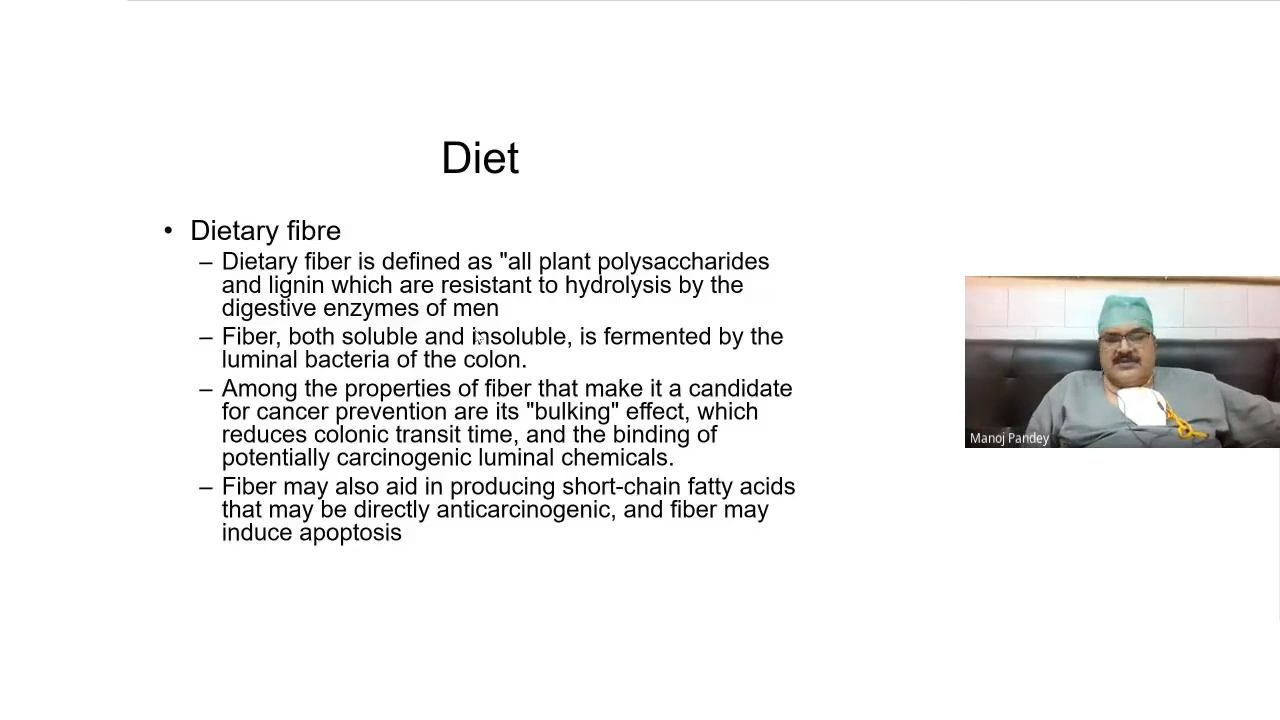 Diet
• Dietary fibre
– Dietary fiber is defined as "all plant polysaccharides
and lignin which are resistant to hydrolysis by the
digestive enzymes of men
– Fiber, both soluble and insoluble, is fermented by the
luminal bacteria of the colon.
– Among the properties of fiber that make it a candidate
for cancer prevention are its "bulking" effect, which
reduces colonic transit time, and the binding of
potentially carcinogenic luminal chemicals.
– Fiber may also aid in producing short-chain fatty acids
that may be directly anticarcinogenic, and fiber may
induce apoptosis
Manoj Pandey